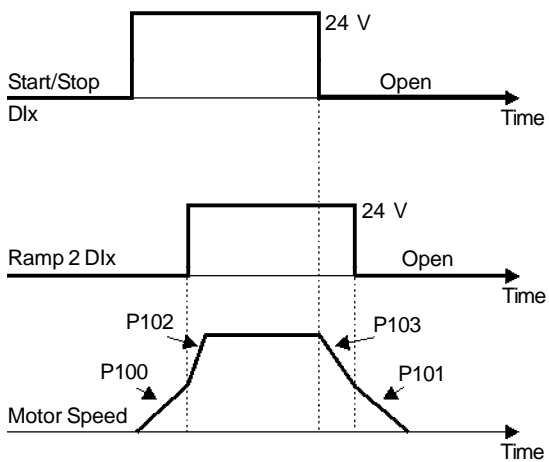 24 V
Start/Stop
Open
DIx
Time
24 V
Ramp 2 DIx
Open
Time
P102
P103
P100
P101
Motor Speed
Time